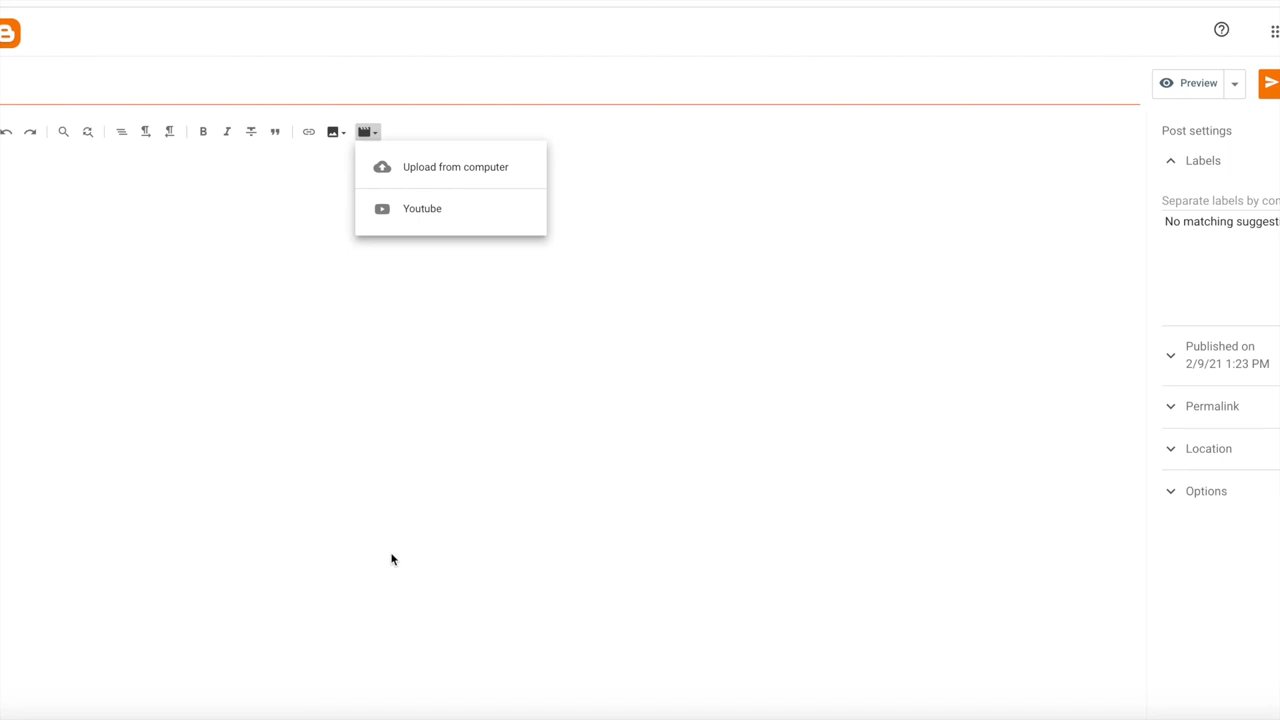 Preview
Post settings
Labels
Separate labels by com
No matching suggest
Published on
2/9/21 1:23 PM
Permalink
Location
Options
B
I
Upload from computer
Youtube